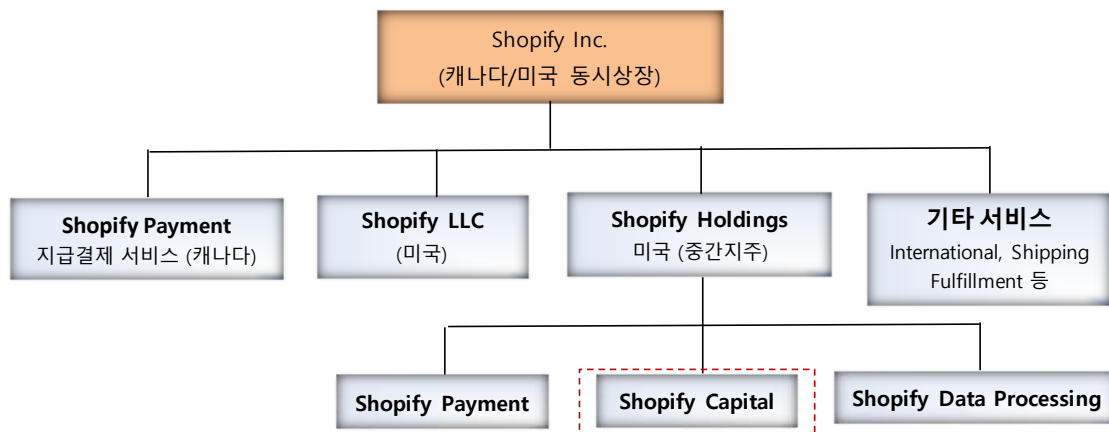 Shopify Inc.
(캐나다/미국 동시상장)
Shopify Payment
지급결제 서비스 (캐나다)
Shopify LLC
(미국)
Shopify Holdings
미국 (중간지주)
기타 서비스
International, Shipping
Fulfillment 등
Shopify Payment
Shopify Capital
Shopify Data Processing